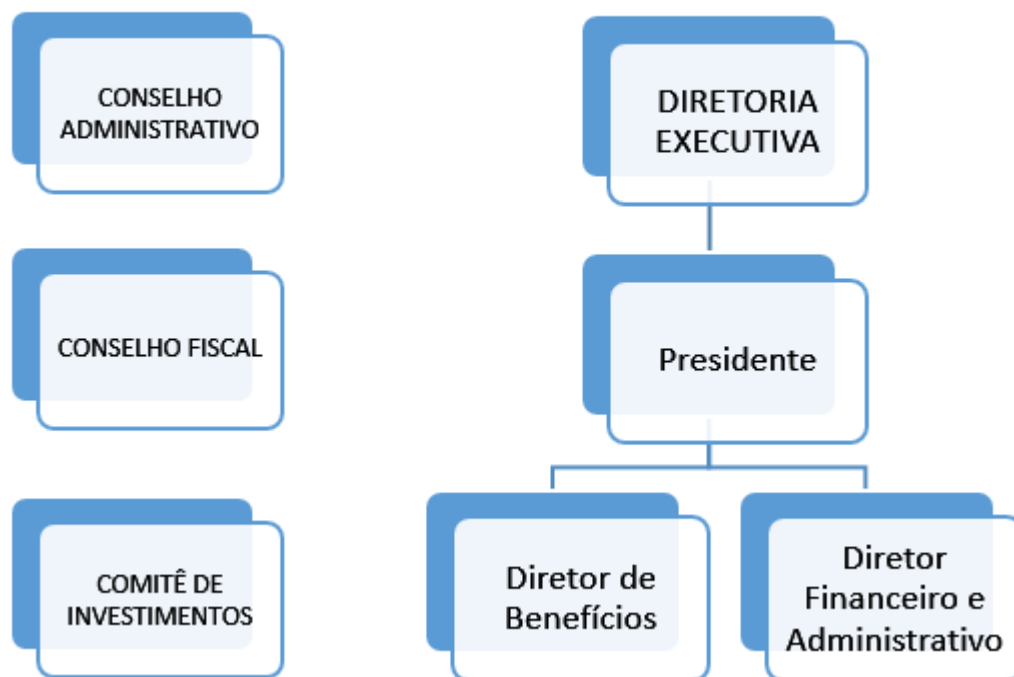 CONSELHO
ADMINISTRATIVO
CONSELHO FISCAL
COMITÊ DE
INVESTIMENTOS
DIRETORIA
EXECUTIVA
Presidente
Diretor de
Benefícios
Diretor
Financeiro e
Administrativo